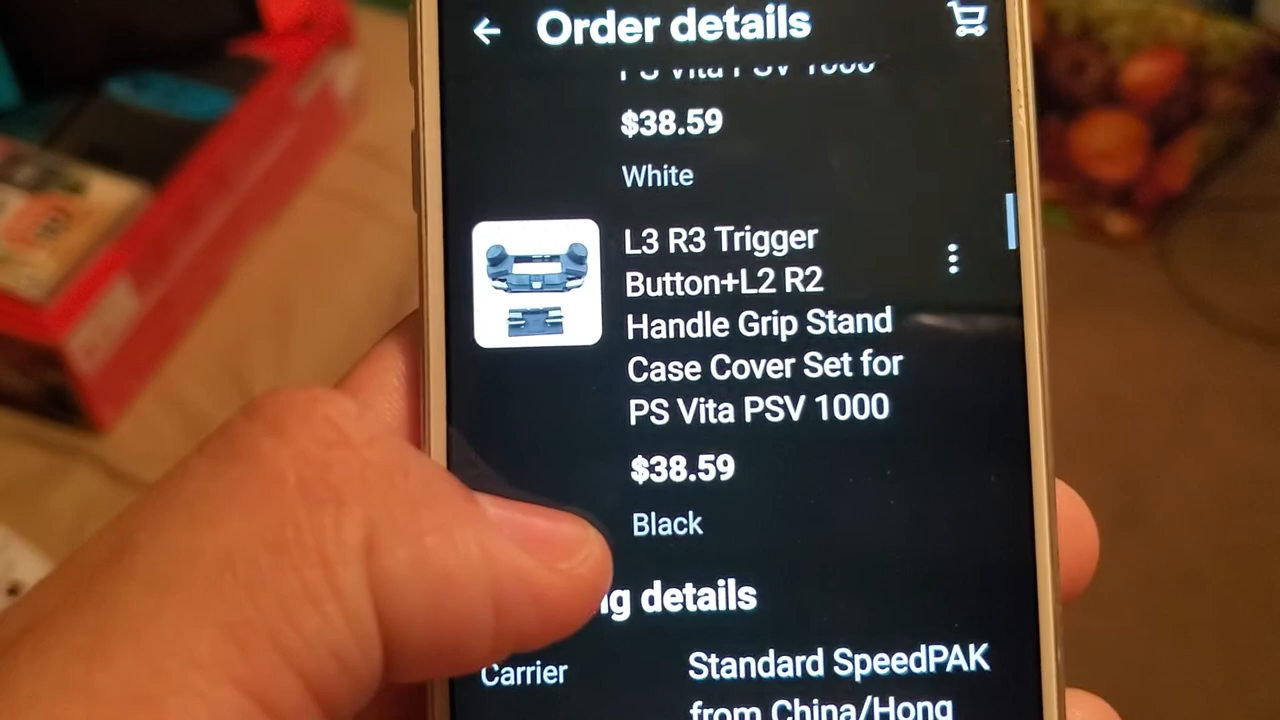 Order details
PS Vita PSV 1000
$38.59
White
L3 R3 Trigger
Button+L2 R2
Handle Grip Stand
Case Cover Set for
PS Vita PSV 1000
$38.59
Black
ng details
Carrier
Standard SpeedPAK
from China/Hong